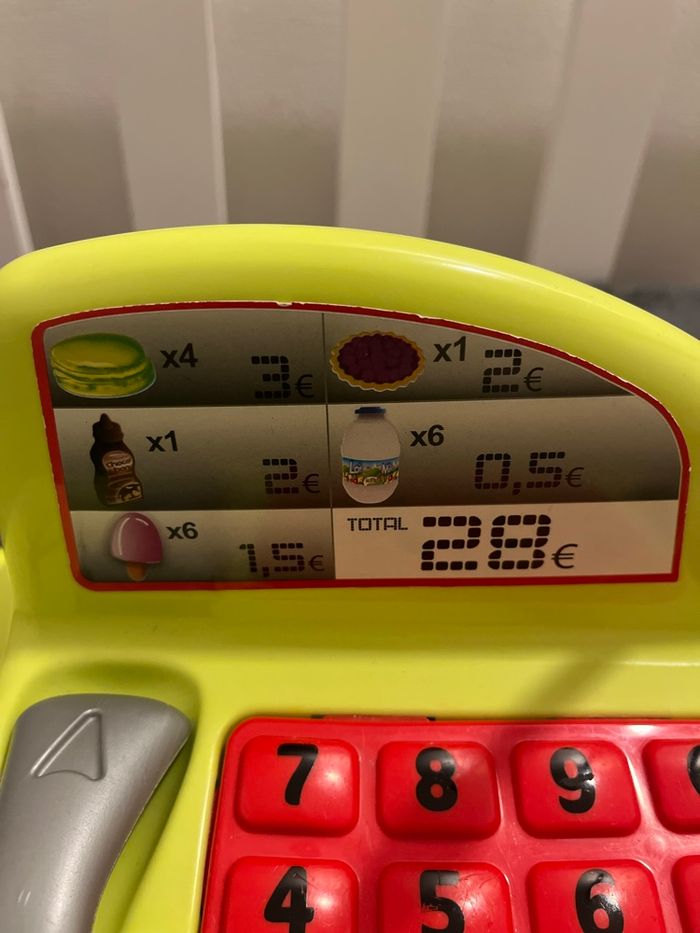 x4 3€
x1 2€
x1 2€
Choco
x6 0,5€
x6 1,5€
TOTAL 28€
7 8 9
4 5 6